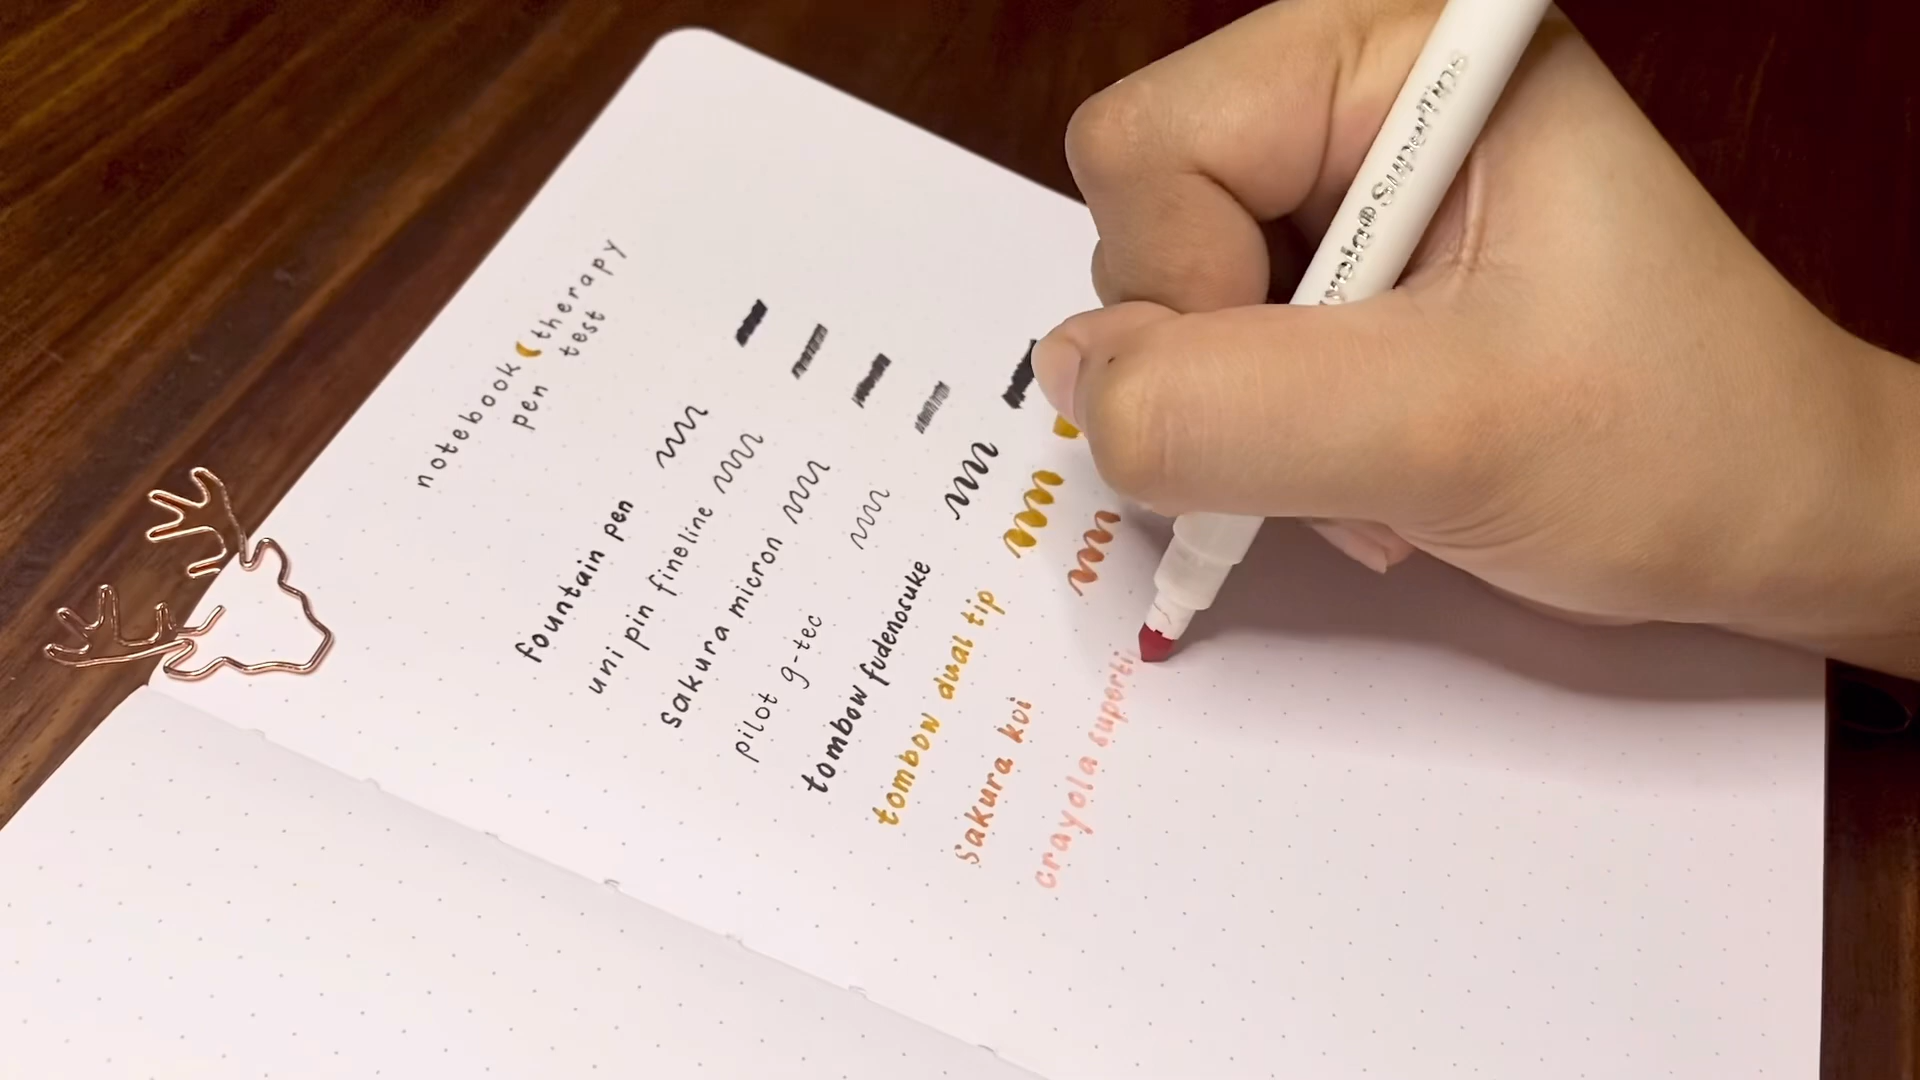 notebook therapy
pen test
fountain pen
uni pin fineline
sakura micron
pilot g-tec
tombow fudenosuke
tombow dual tip
sakura koi
crayola superti
SuperTips